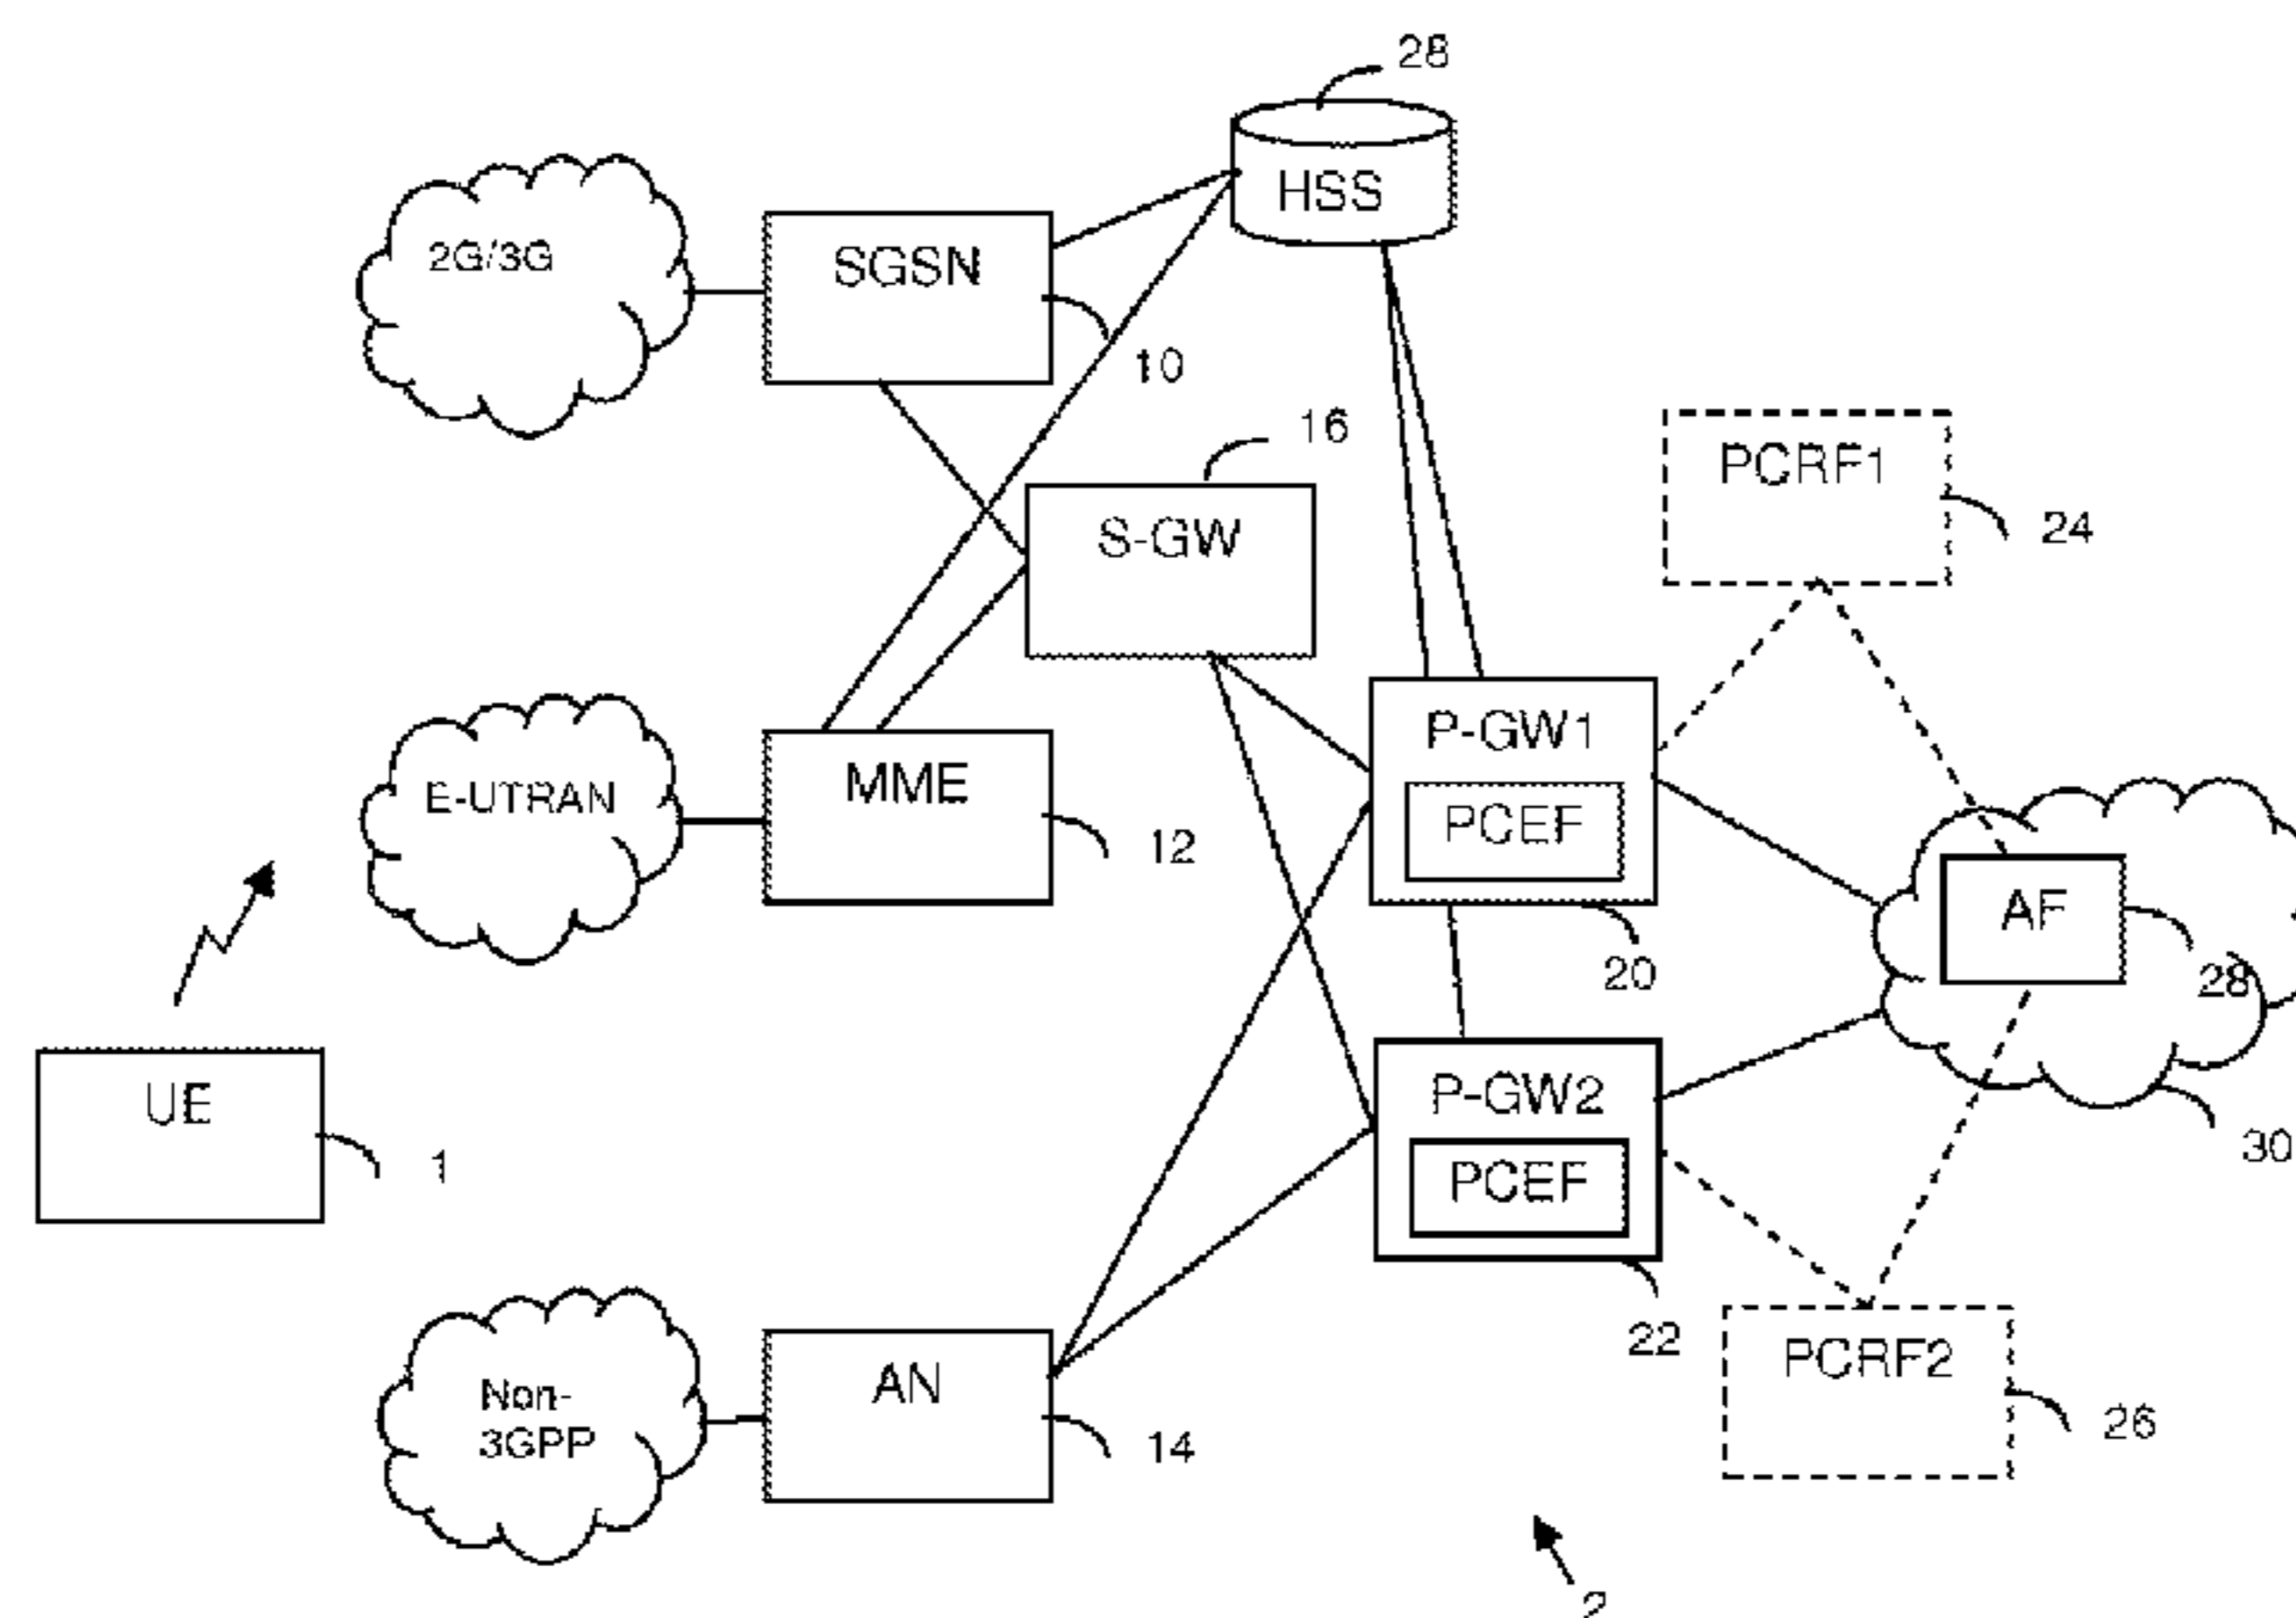 28
HSS
2G/3G
SGSN
10
16
S-GW
PCRF1
24
E-UTRAN
MME
12
P-GW1
PCEF
20
AF
28
UE
1
P-GW2
PCEF
22
30
Non-
3GPP
AN
14
PCRF2
26
2